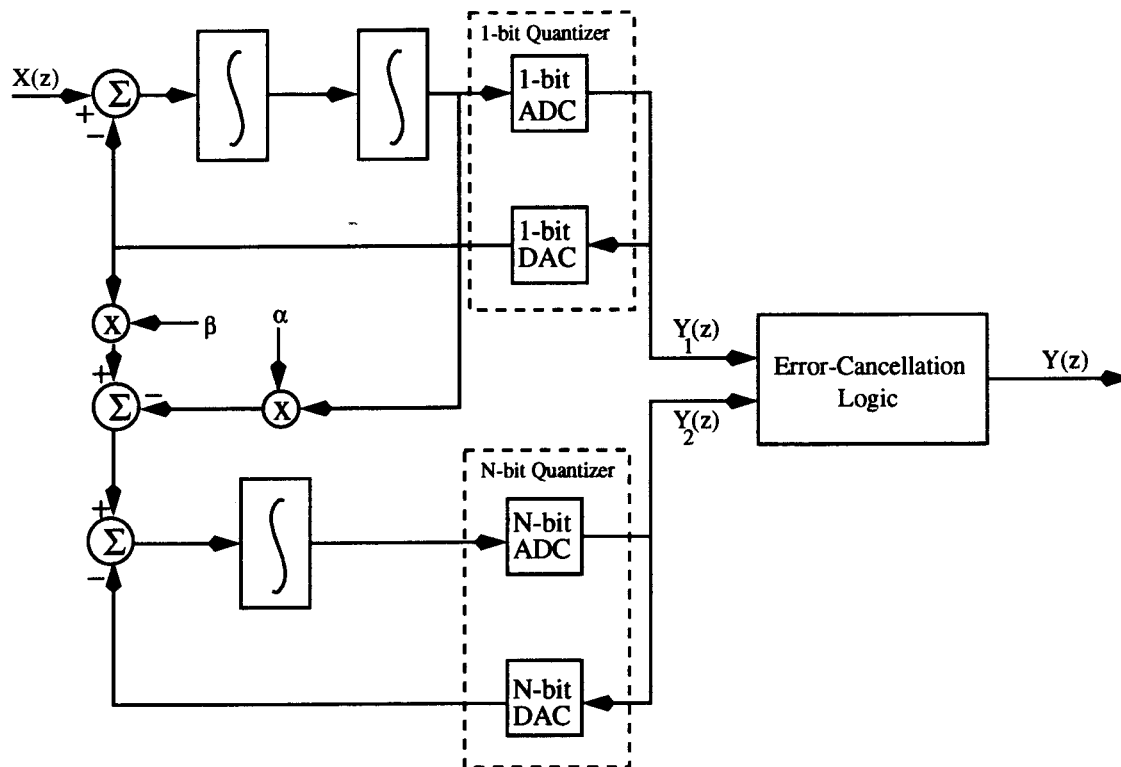 1-bit Quantizer
X(z)
Σ
+
−
∫
∫
1-bit
ADC
1-bit
DAC
X
β
α
+
Σ
−
X
Y1(z)
Y2(z)
Error-Cancellation
Logic
Y(z)
N-bit Quantizer
+
Σ
−
∫
N-bit
ADC
N-bit
DAC